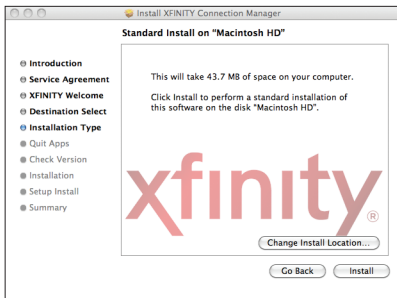 Install XFINITY Connection Manager
Standard Install on "Macintosh HD"
Introduction
Service Agreement
XFINITY Welcome
Destination Select
Installation Type
Quit Apps
Check Version
Installation
Setup Install
Summary
This will take 43.7 MB of space on your computer.
Click Install to perform a standard installation of
this software on the disk "Macintosh HD".
xfinity®
Change Install Location...
Go Back
Install